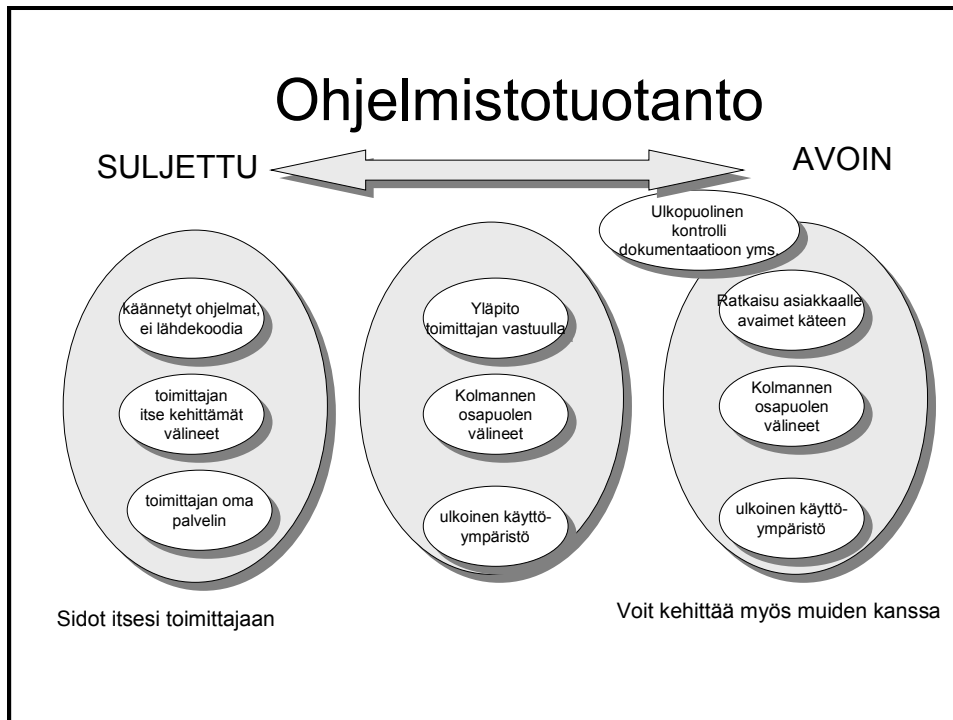 Ohjelmistotuotanto
SULJETTU
AVOIN
Ulkopuolinen
kontrolli
dokumentaatioon yms.
käännetyt ohjelmat,
ei lähdekoodia
toimittajan
itse kehittämät
välineet
toimittajan oma
palvelin
Yläpito
toimittajan vastuulla
Kolmannen
osapuolen
välineet
ulkoinen käyttö-
ympäristö
Ratkaisu asiakkaalle
avaimet käteen
Kolmannen
osapuolen
välineet
ulkoinen käyttö-
ympäristö
Sidot itsesi toimittajaan
Voit kehittää myös muiden kanssa